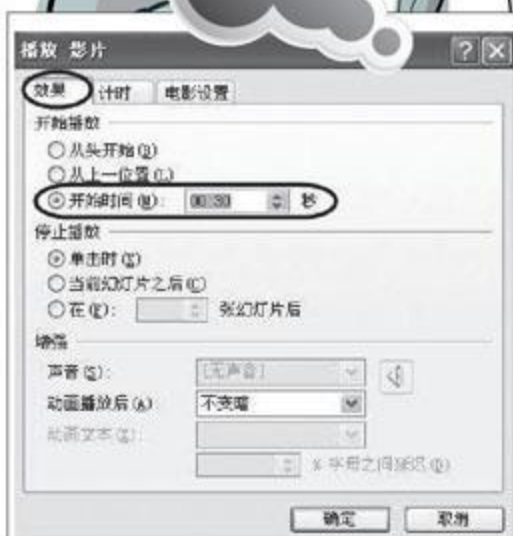 播放 影片
效果 计时 电影设置
开始播放
从头开始(B)
从上一位置(L)
开始时间(M): 00:30 秒
停止播放
单击时(K)
当前幻灯片之后(C)
在(F): 张幻灯片后
增强
声音(S): [无声音]
动画播放后(A): 不变暗
动画文本(X):
% 字母之间延迟(D)
确定 取消